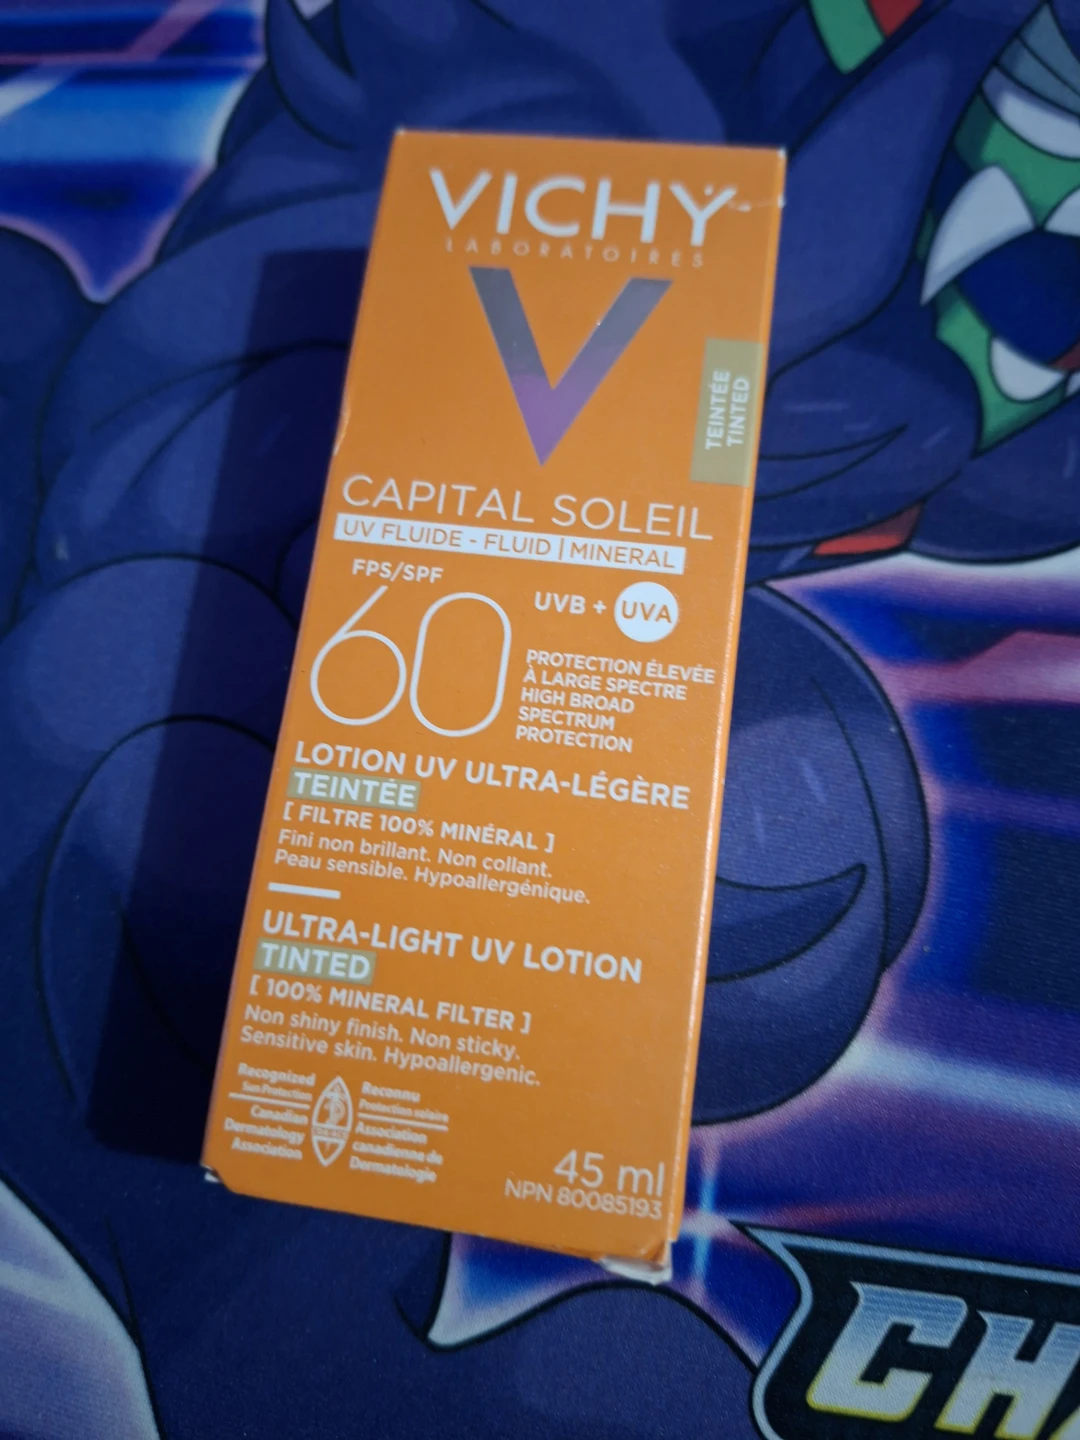 VICHY
LABORATOIRES
TEINTÉE
TINTED
CAPITAL SOLEIL
UV FLUIDE - FLUID | MINERAL
FPS/SPF
60
UVB + UVA
PROTECTION ÉLEVÉE
À LARGE SPECTRE
HIGH BROAD
SPECTRUM
PROTECTION
LOTION UV ULTRA-LÉGÈRE
TEINTÉE
[ FILTRE 100% MINÉRAL ]
Fini non brillant. Non collant.
Peau sensible. Hypoallergénique.
ULTRA-LIGHT UV LOTION
TINTED
[ 100% MINERAL FILTER ]
Non shiny finish. Non sticky.
Sensitive skin. Hypoallergenic.
Recognized
Sun Protection
Canadian
Dermatology
Association
Reconnu
Protection solaire
Association
canadienne de
Dermatologie
45 ml
NPN 80085193
CH